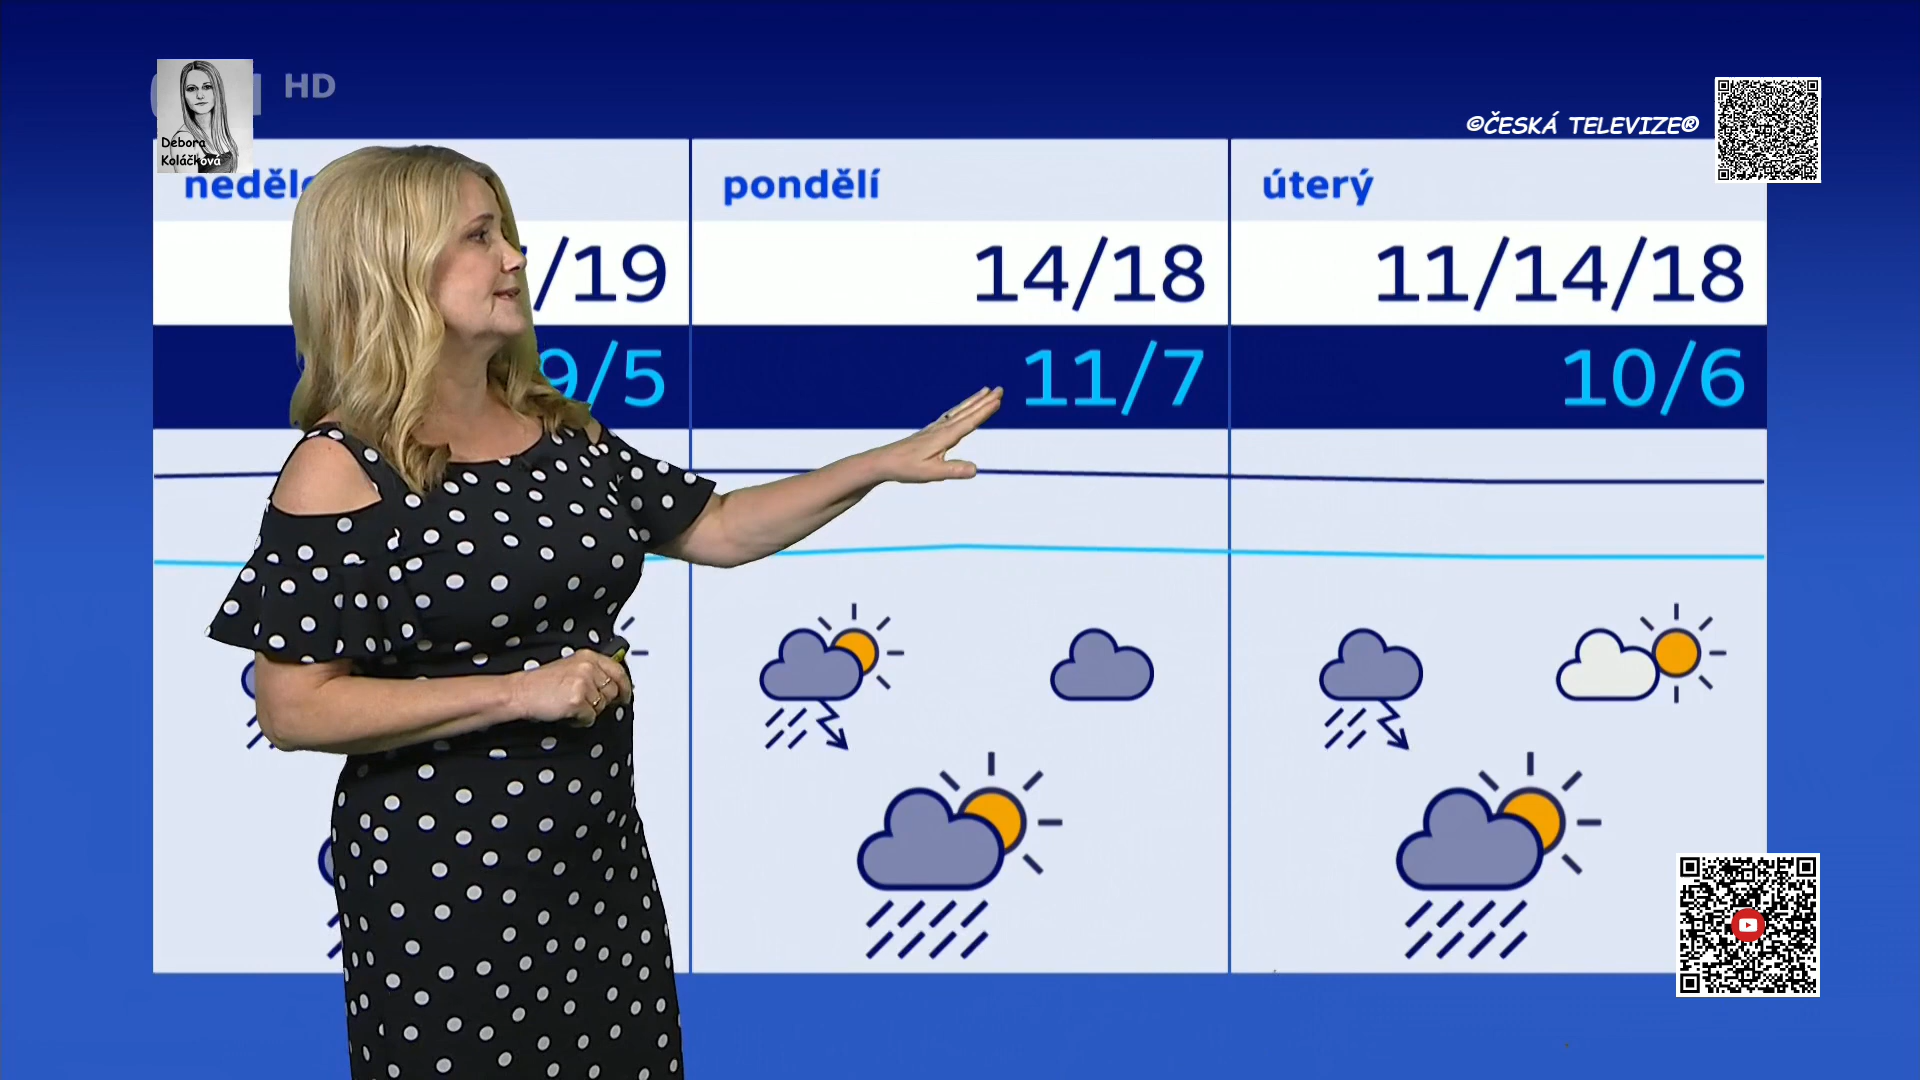 HD
Debora
Koláčková
©ČESKÁ TELEVIZE®
pondělí
úterý
/19
14/18
11/14/18
9/5
11/7
10/6